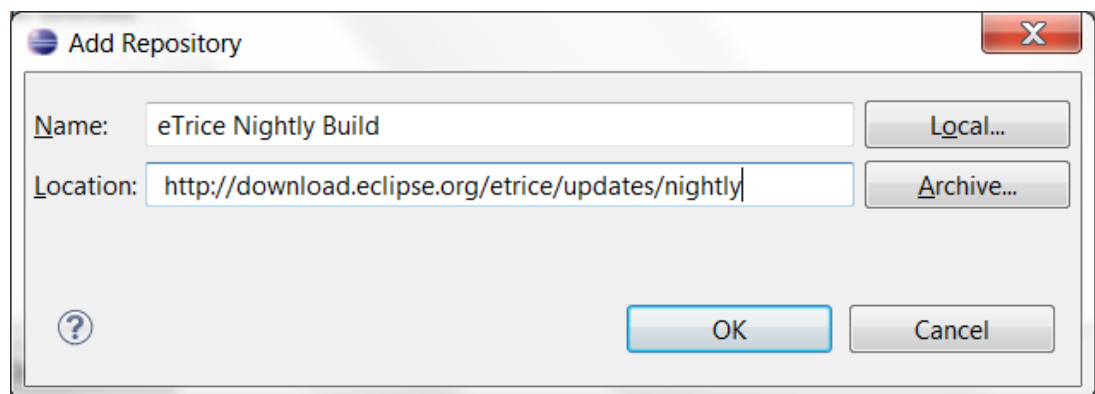 Add Repository
Name: eTrice Nightly Build Local...
Location: http://download.eclipse.org/etrice/updates/nightly Archive...
? OK Cancel